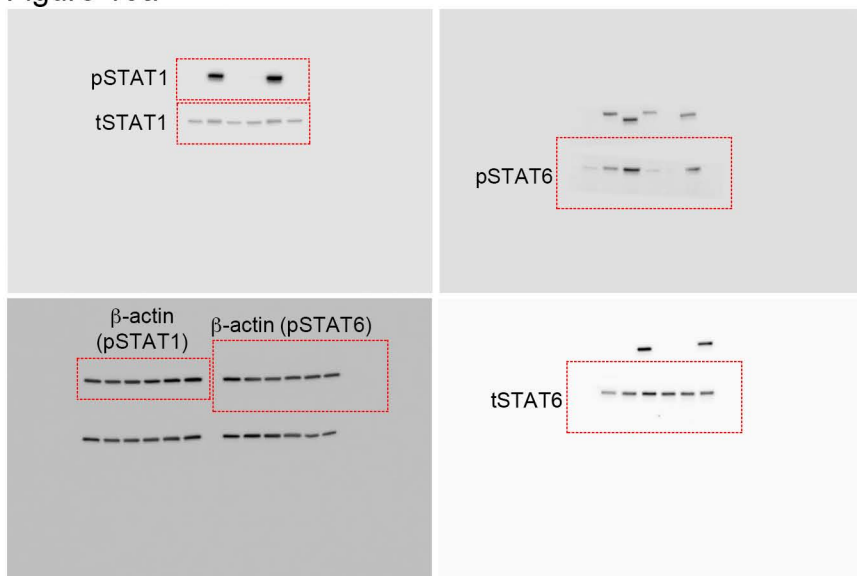 pSTAT1
tSTAT1
pSTAT6
β-actin
(pSTAT1)
β-actin (pSTAT6)
tSTAT6